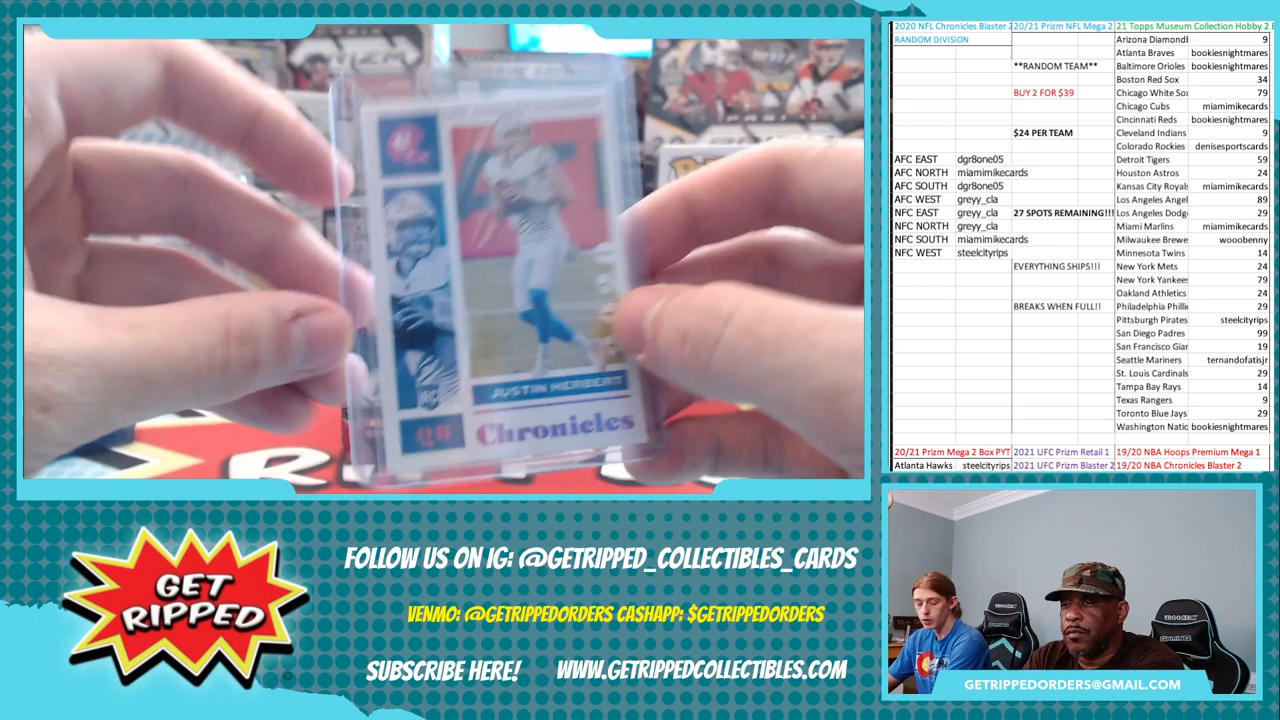 JUSTIN HERBERT
QB
Chronicles
2020 NFL Chronicles Blaster 2
20/21 Prizm NFL Mega 2
21 Topps Museum Collection Hobby 2
RANDOM DIVISION
Arizona Diamond 9
Atlanta Braves bookiesnightmares
**RANDOM TEAM** Baltimore Orioles bookiesnightmares
Boston Red Sox 34
BUY 2 FOR $39 Chicago White Sox 79
Chicago Cubs miamimikecards
Cincinnati Reds bookiesnightmares
$24 PER TEAM Cleveland Indians 9
Colorado Rockies denisesportscards
AFC EAST dgr8one05 Detroit Tigers 59
AFC NORTH miamimikecards Houston Astros 24
AFC SOUTH dgr8one05 Kansas City Royals miamimikecards
AFC WEST greyy_cla Los Angeles Angel 89
NFC EAST greyy_cla 27 SPOTS REMAINING!!! Los Angeles Dodg 29
NFC NORTH greyy_cla Miami Marlins miamimikecards
NFC SOUTH miamimikecards Milwaukee Brewe wooobenny
NFC WEST steelcityrips Minnesota Twins 14
EVERYTHING SHIPS!!! New York Mets 24
New York Yankees 79
Oakland Athletics 24
BREAKS WHEN FULL!! Philadelphia Phillie 29
Pittsburgh Pirates steelcityrips
San Diego Padres 99
San Francisco Gian 19
Seattle Mariners ternandofatisjr
St. Louis Cardinals 29
Tampa Bay Rays 14
Texas Rangers 9
Toronto Blue Jays 29
Washington Natio bookiesnightmares
20/21 Prizm Mega 2 Box PYT 2021 UFC Prizm Retail 1 19/20 NBA Hoops Premium Mega 1
Atlanta Hawks steelcityrips 2021 UFC Prizm Blaster 2 19/20 NBA Chronicles Blaster 2
GET
RIPPED
FOLLOW US ON IG: @GETRIPPED_COLLECTIBLES_CARDS
VENMO: @GETRIPPEDORDERS CASHAPP: $GETRIPPEDORDERS
SUBSCRIBE HERE! WWW.GETRIPPEDCOLLECTIBLES.COM
GETRIPPEDORDERS@GMAIL.COM